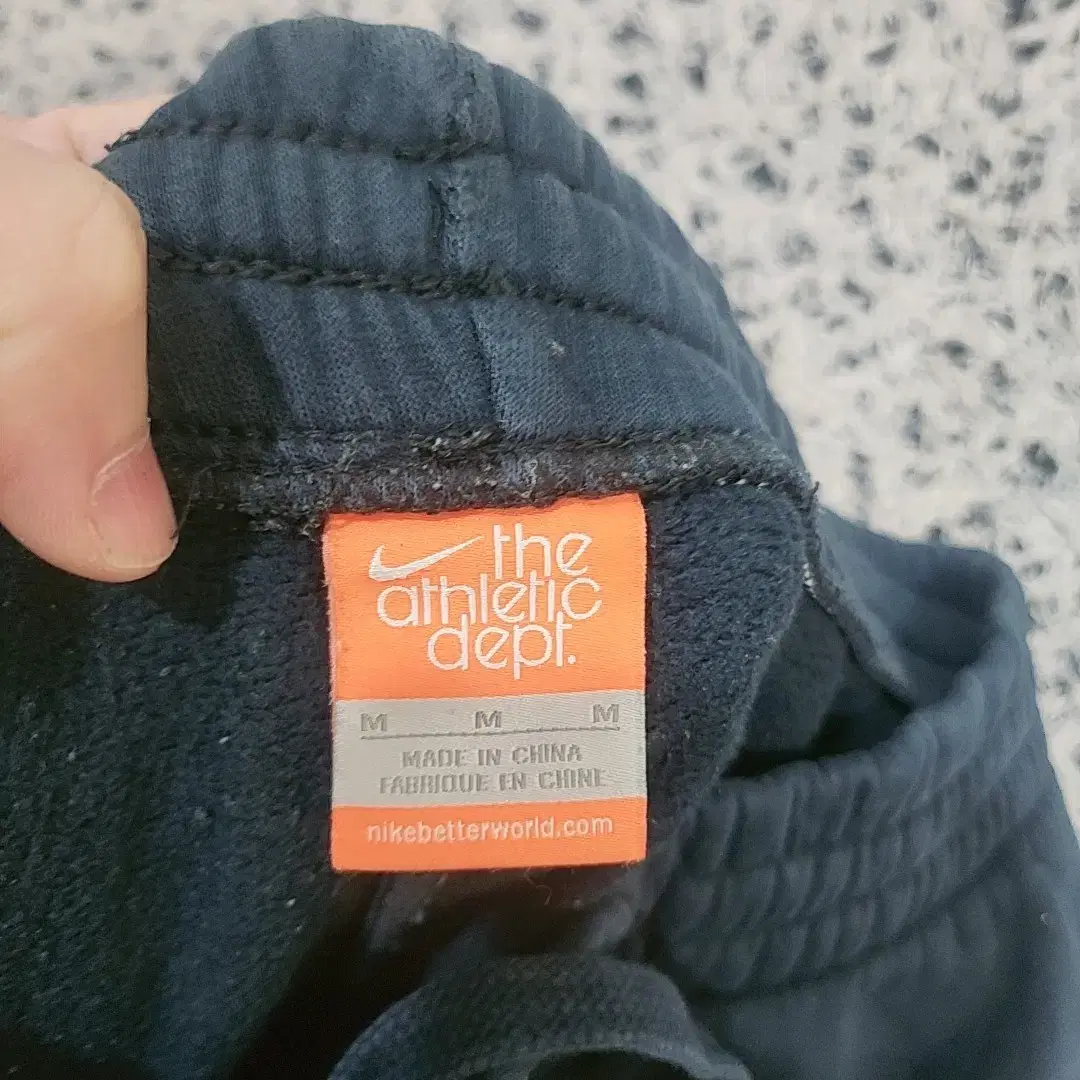 the
athletic
dept.
M M M
MADE IN CHINA
FABRIQUE EN CHINE
nikebetterworld.com